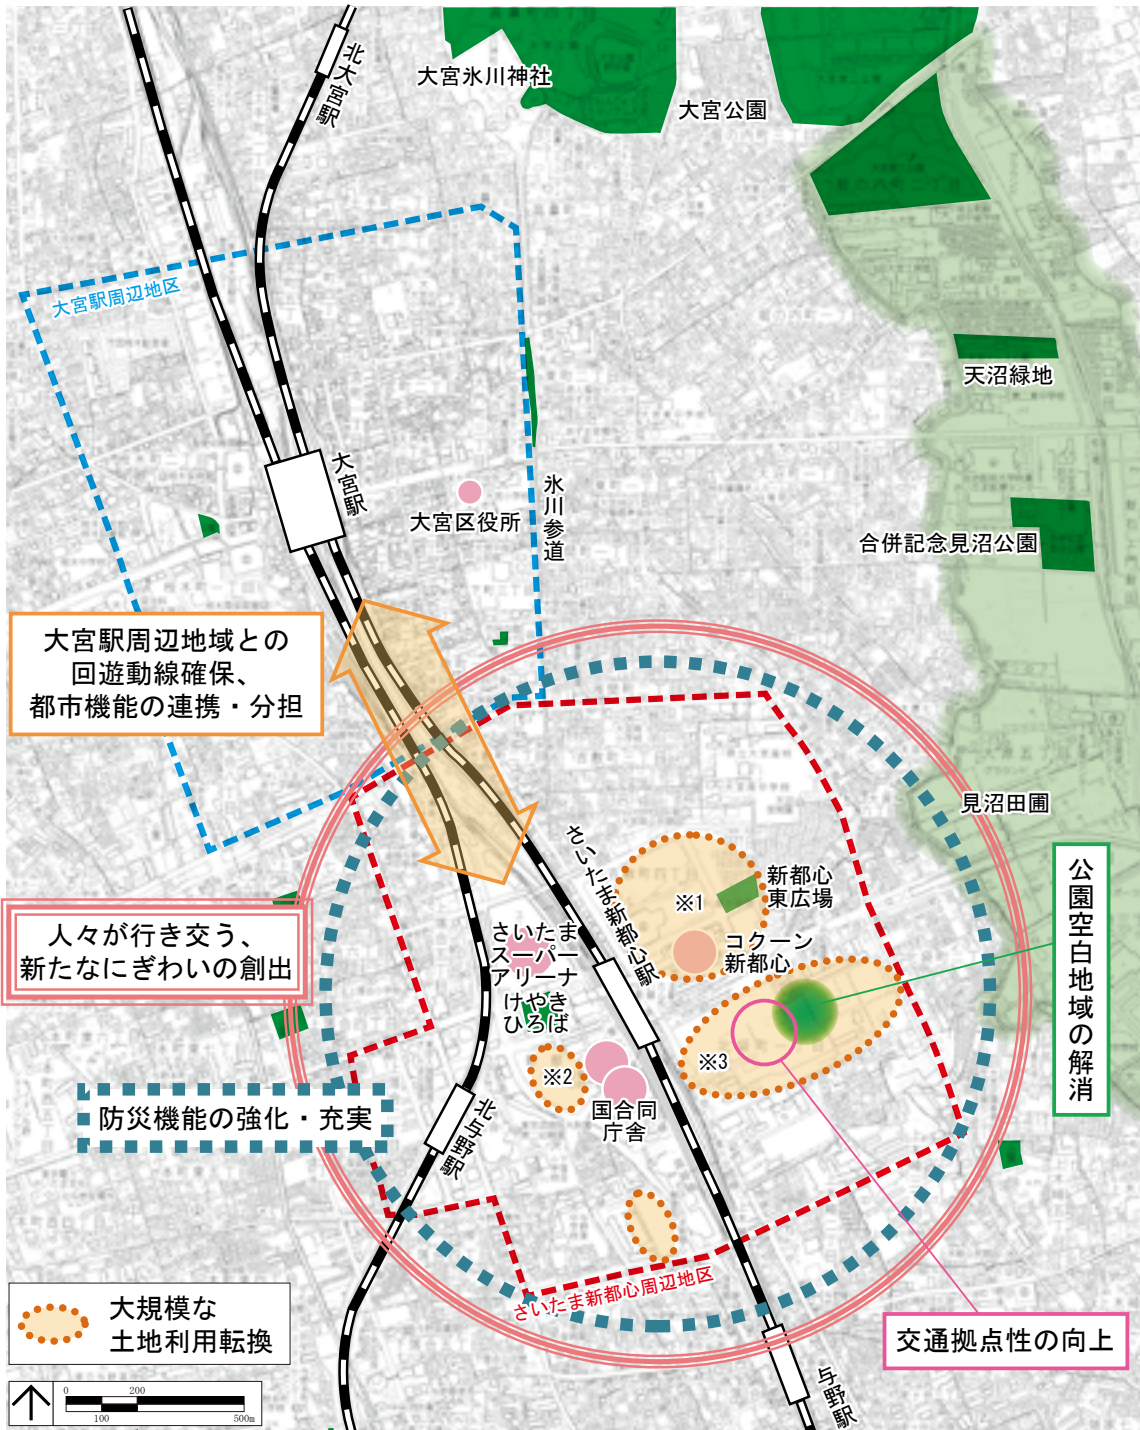 北大宮駅
大宮氷川神社
大宮公園
大宮駅周辺地区
天沼緑地
大宮駅
大宮区役所
氷川参道
合併記念見沼公園
大宮駅周辺地域との
回遊動線確保、
都市機能の連携・分担
見沼田圃
さいたま新都心駅
※1
新都心
東広場
公園空白地域の解消
人々が行き交う、
新たなにぎわいの創出
さいたま
スーパー
アリーナ
けやき
ひろば
コクーン
新都心
※2
※3
国合同
庁舎
防災機能の強化・充実
北与野駅
さいたま新都心周辺地区
大規模な
土地利用転換
交通拠点性の向上
与野駅
0
200
100
500m